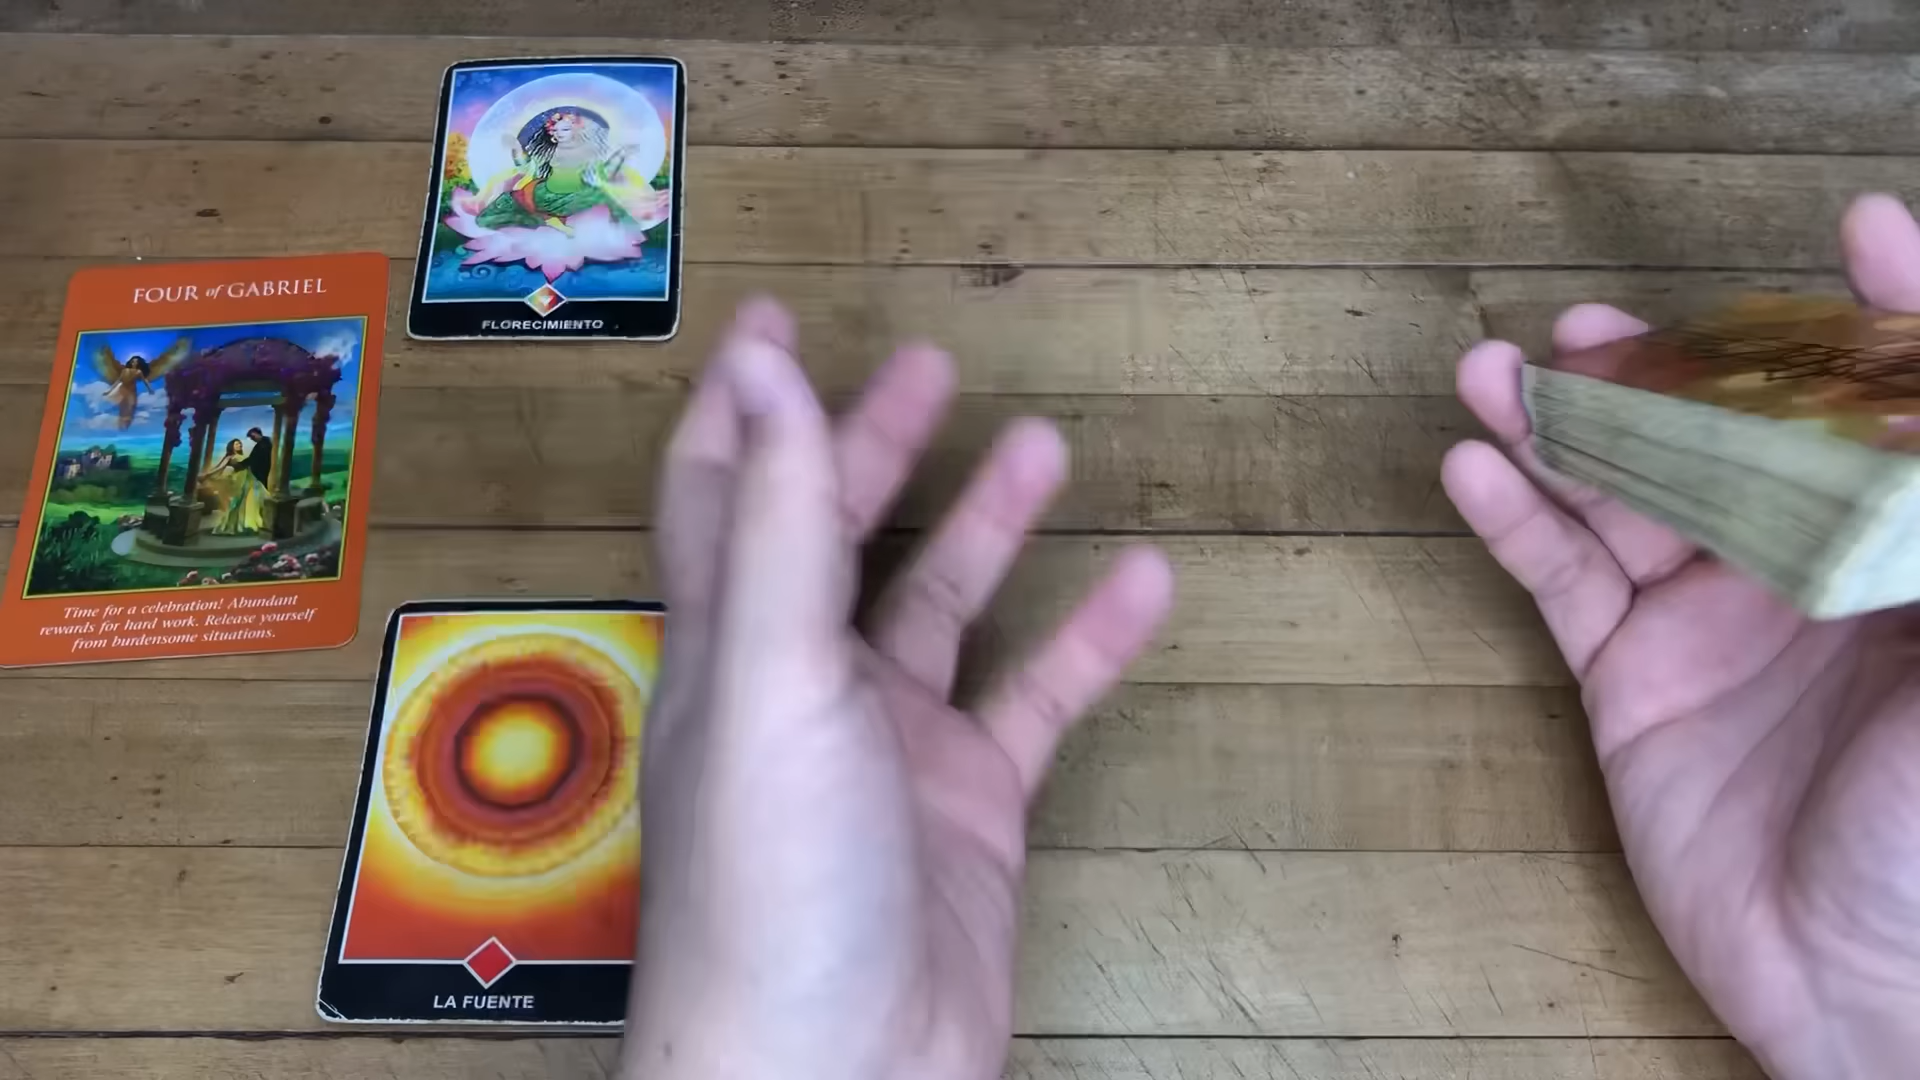 FLORECIMIENTO
FOUR of GABRIEL
Time for a celebration! Abundant
rewards for hard work. Release yourself
from burdensome situations.
LA FUENTE